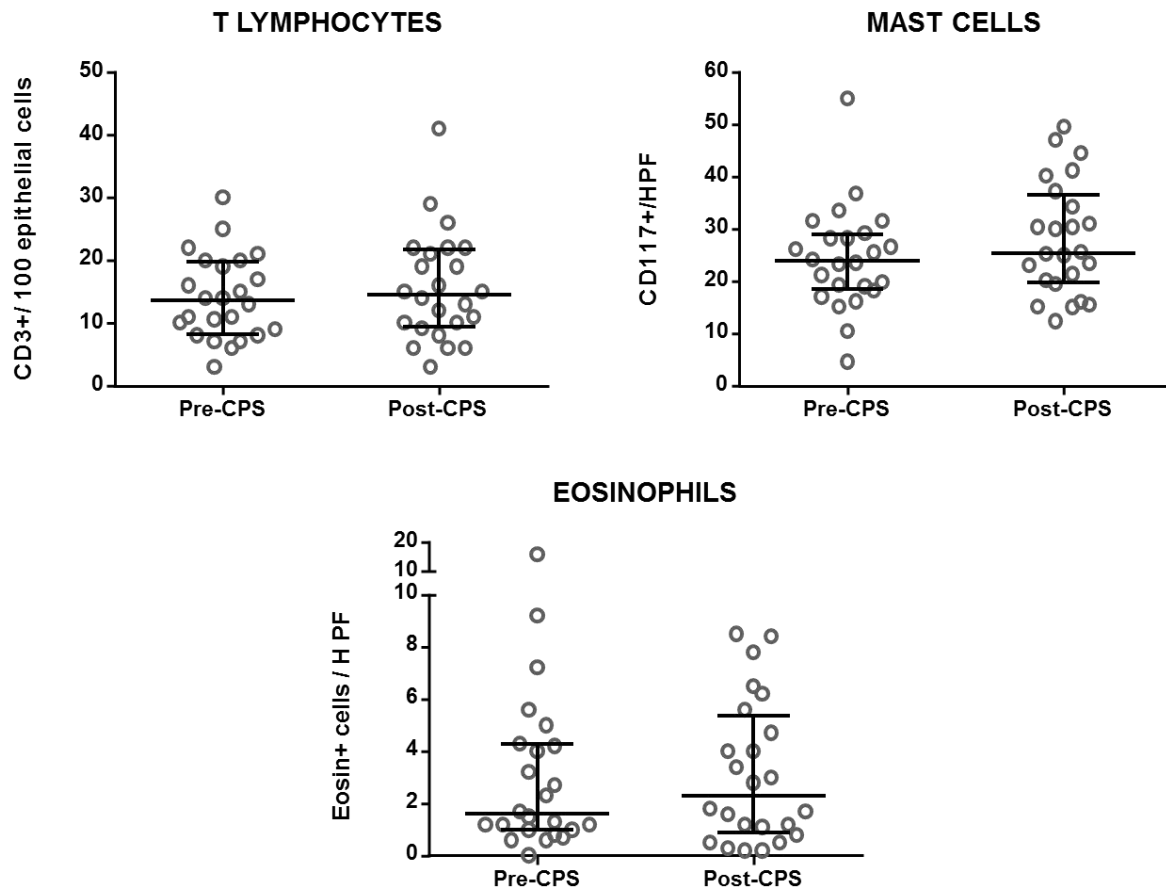 T LYMPHOCYTES
CD3+/ 100 epithelial cells
50
40
30
20
10
0
Pre-CPS Post-CPS
MAST CELLS
CD117+/HPF
60
50
40
30
20
10
0
Pre-CPS Post-CPS
EOSINOPHILS
Eosin+ cells / H PF
20
10
10
8
6
4
2
0
Pre-CPS Post-CPS